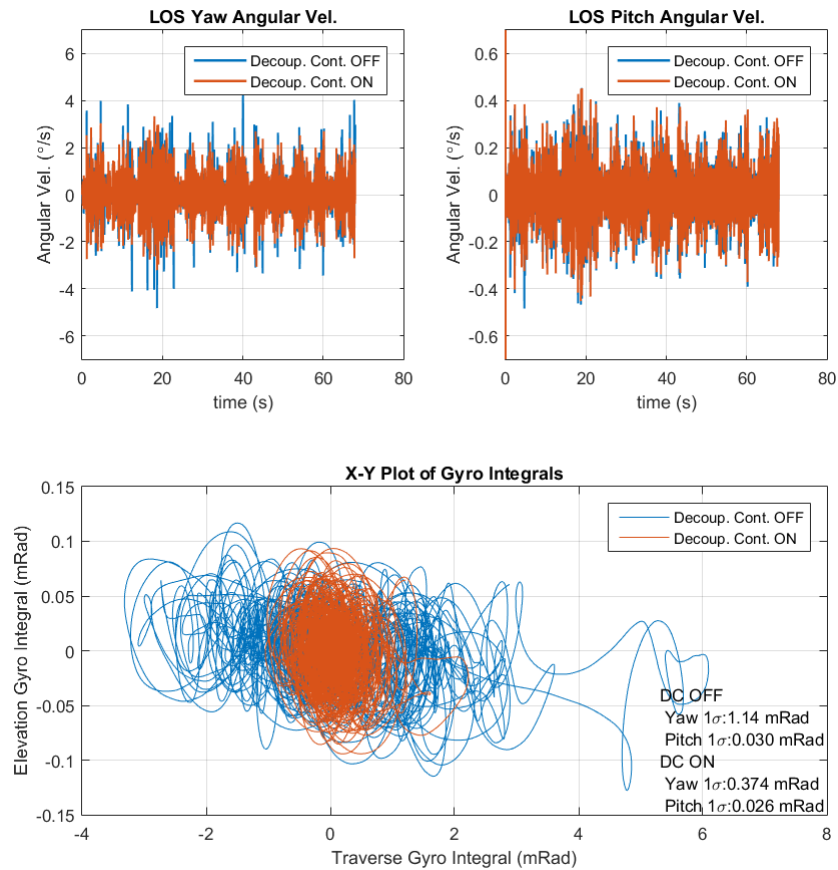 LOS Yaw Angular Vel.
Angular Vel. (°/s)
6
4
2
0
-2
-4
-6
Decoup. Cont. OFF
Decoup. Cont. ON
0
20
40
60
80
time (s)
LOS Pitch Angular Vel.
Angular Vel. (°/s)
0.6
0.4
0.2
0
-0.2
-0.4
-0.6
Decoup. Cont. OFF
Decoup. Cont. ON
0
20
40
60
80
time (s)
X-Y Plot of Gyro Integrals
Elevation Gyro Integral (mRad)
0.15
0.1
0.05
0
-0.05
-0.1
-0.15
Decoup. Cont. OFF
Decoup. Cont. ON
DC OFF
Yaw 1σ:1.14 mRad
Pitch 1σ:0.030 mRad
DC ON
Yaw 1σ:0.374 mRad
Pitch 1σ:0.026 mRad
-4
-2
0
2
4
6
8
Traverse Gyro Integral (mRad)